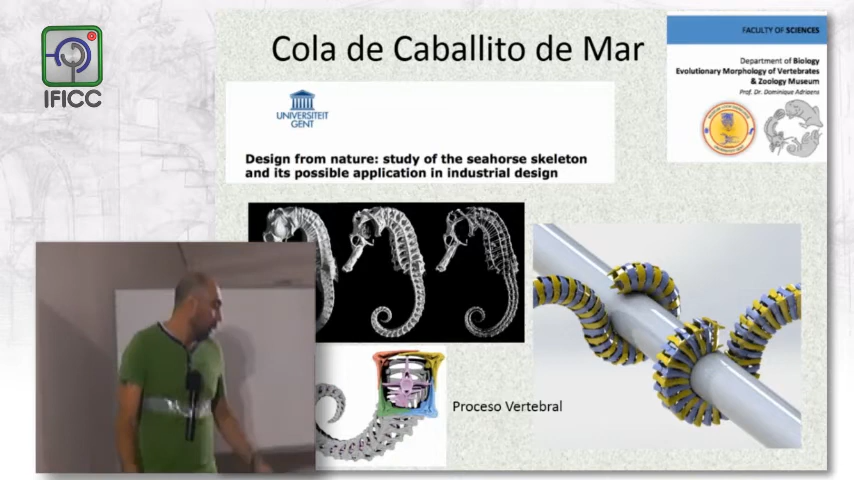 IFICC
Cola de Caballito de Mar
FACULTY OF SCIENCES
Department of Biology
Evolutionary Morphology of Vertebrates
& Zoology Museum
Prof. Dr. Dominique Adriaens
UNIVERSITEIT
GENT
Design from nature: study of the seahorse skeleton
and its possible application in industrial design
Proceso Vertebral